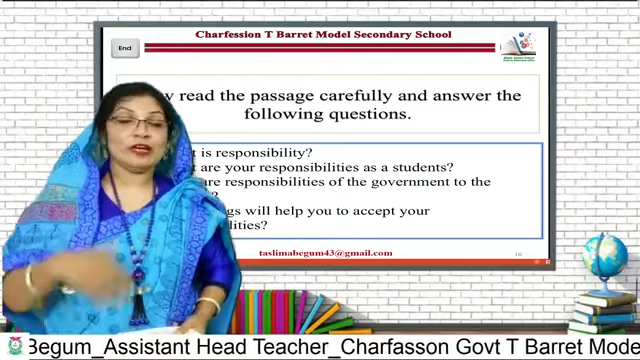 Charfession T Barret Model Secondary School
End
read the passage carefully and answer the
following questions.
is responsibility?
are your responsibilities as a students?
are responsibilities of the government to the
?
will help you to accept your
taslimabegum43@gmail.com
16
Begum_Assistant Head Teacher_Charfasson Govt T Barret Mode